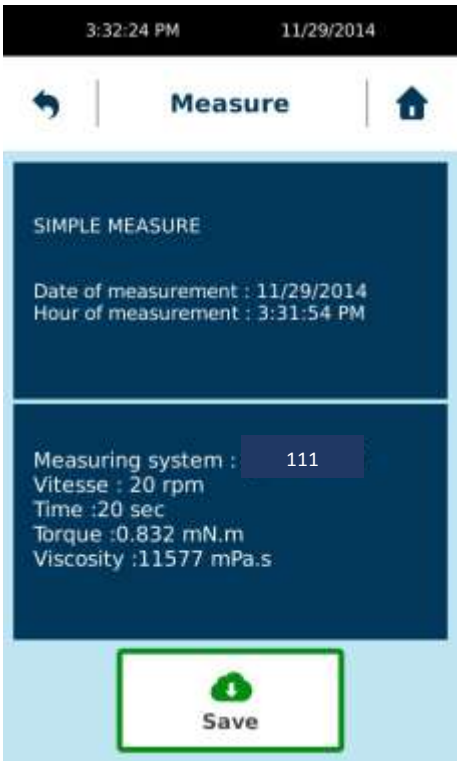 3:32:24 PM 11/29/2014
Measure
SIMPLE MEASURE
Date of measurement : 11/29/2014
Hour of measurement : 3:31:54 PM
Measuring system : 111
Vitesse : 20 rpm
Time :20 sec
Torque :0.832 mN.m
Viscosity :11577 mPa.s
Save